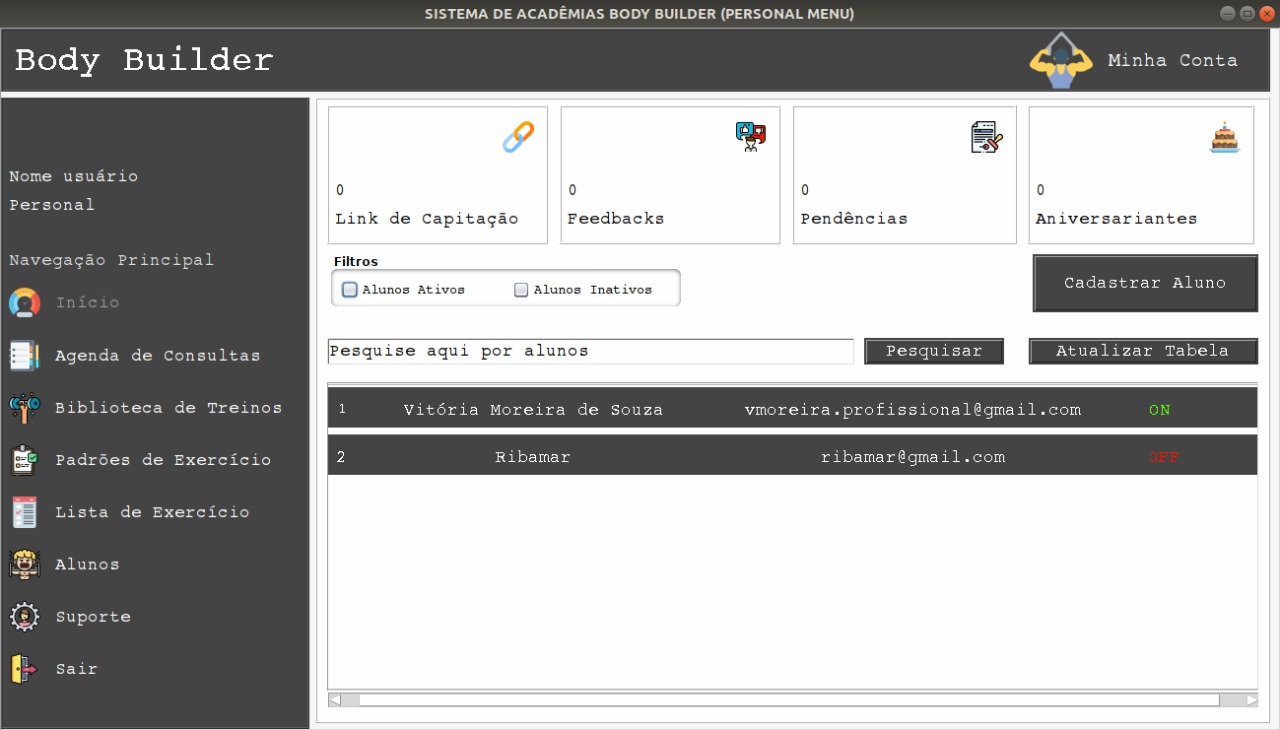 SISTEMA DE ACADÊMIAS BODY BUILDER (PERSONAL MENU)
Body Builder
Minha Conta
Nome usuário
Personal
Navegação Principal
Início
Agenda de Consultas
Biblioteca de Treinos
Padrões de Exercício
Lista de Exercício
Alunos
Suporte
Sair
0
Link de Capitação
0
Feedbacks
0
Pendências
0
Aniversariantes
Filtros
Alunos Ativos Alunos Inativos
Cadastrar Aluno
Pesquise aqui por alunos Pesquisar Atualizar Tabela
1 Vitória Moreira de Souza vmoreira.profissional@gmail.com ON
2 Ribamar ribamar@gmail.com OFF